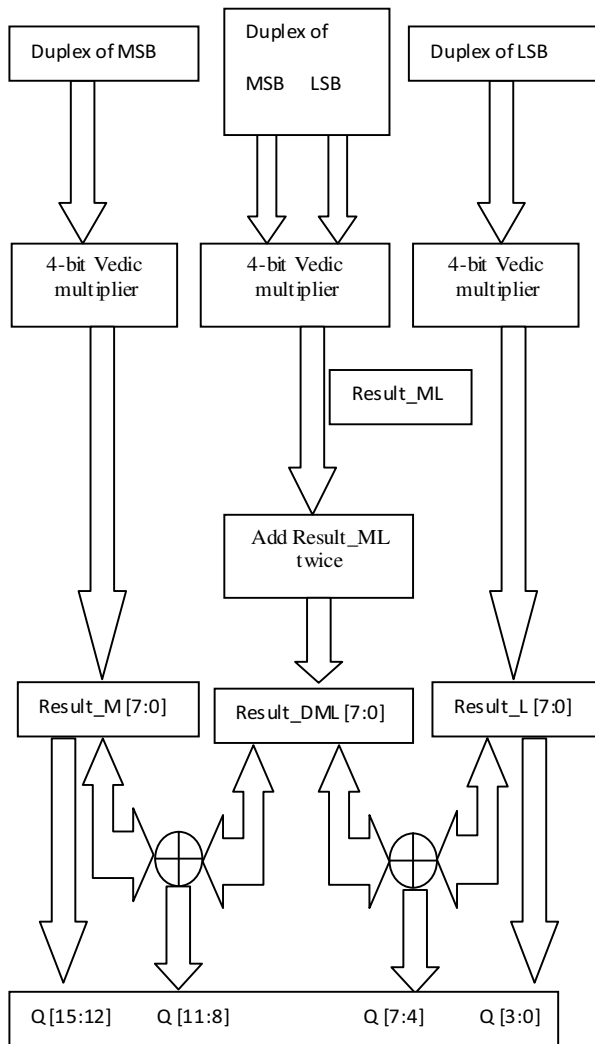 Duplex of MSB
Duplex of
MSB LSB
Duplex of LSB
4-bit Vedic
multiplier
4-bit Vedic
multiplier
4-bit Vedic
multiplier
Result_ML
Add Result_ML
twice
Result_M [7:0]
Result_DML [7:0]
Result_L [7:0]
Q [15:12] Q [11:8] Q [7:4] Q [3:0]